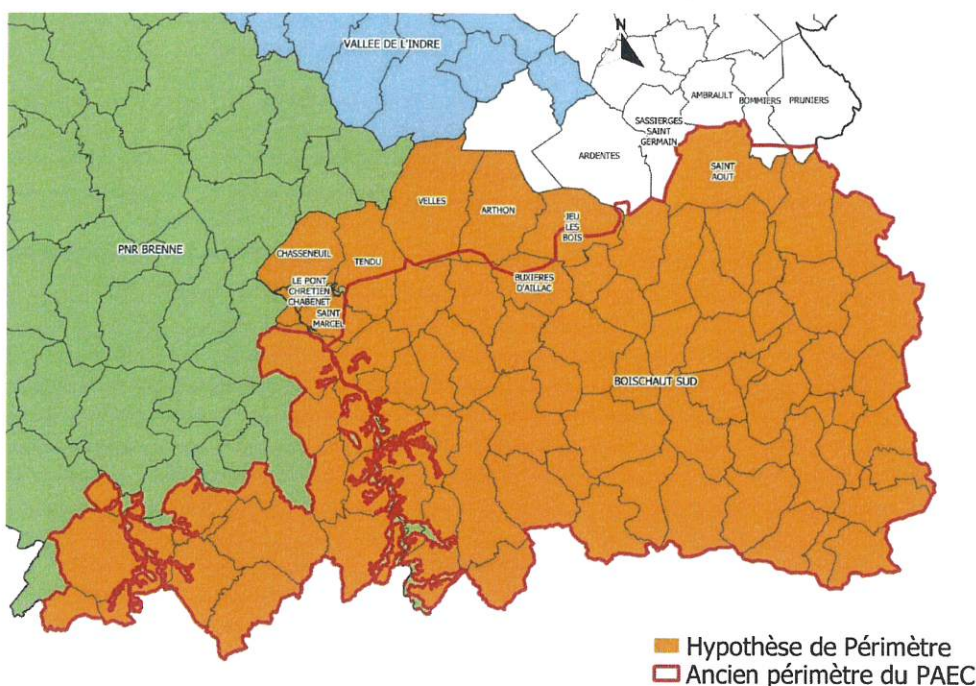 N
VALLEE DE L'INDRE
AMBRAULT
BOMMIERS
PRUNIERS
SASSIERGES
SAINT
GERMAIN
ARDENTES
SAINT
AOUT
VELLES
ARTHON
JEU
LES
BOIS
PNR BRENNE
CHASSENEUIL
TENDU
LE PONT
CHRETIEN
CHABENET
SAINT
MARCEL
BUXIERES
D'AILLAC
BOISCHAUT SUD
Hypothèse de Périmètre
Ancien périmètre du PAEC